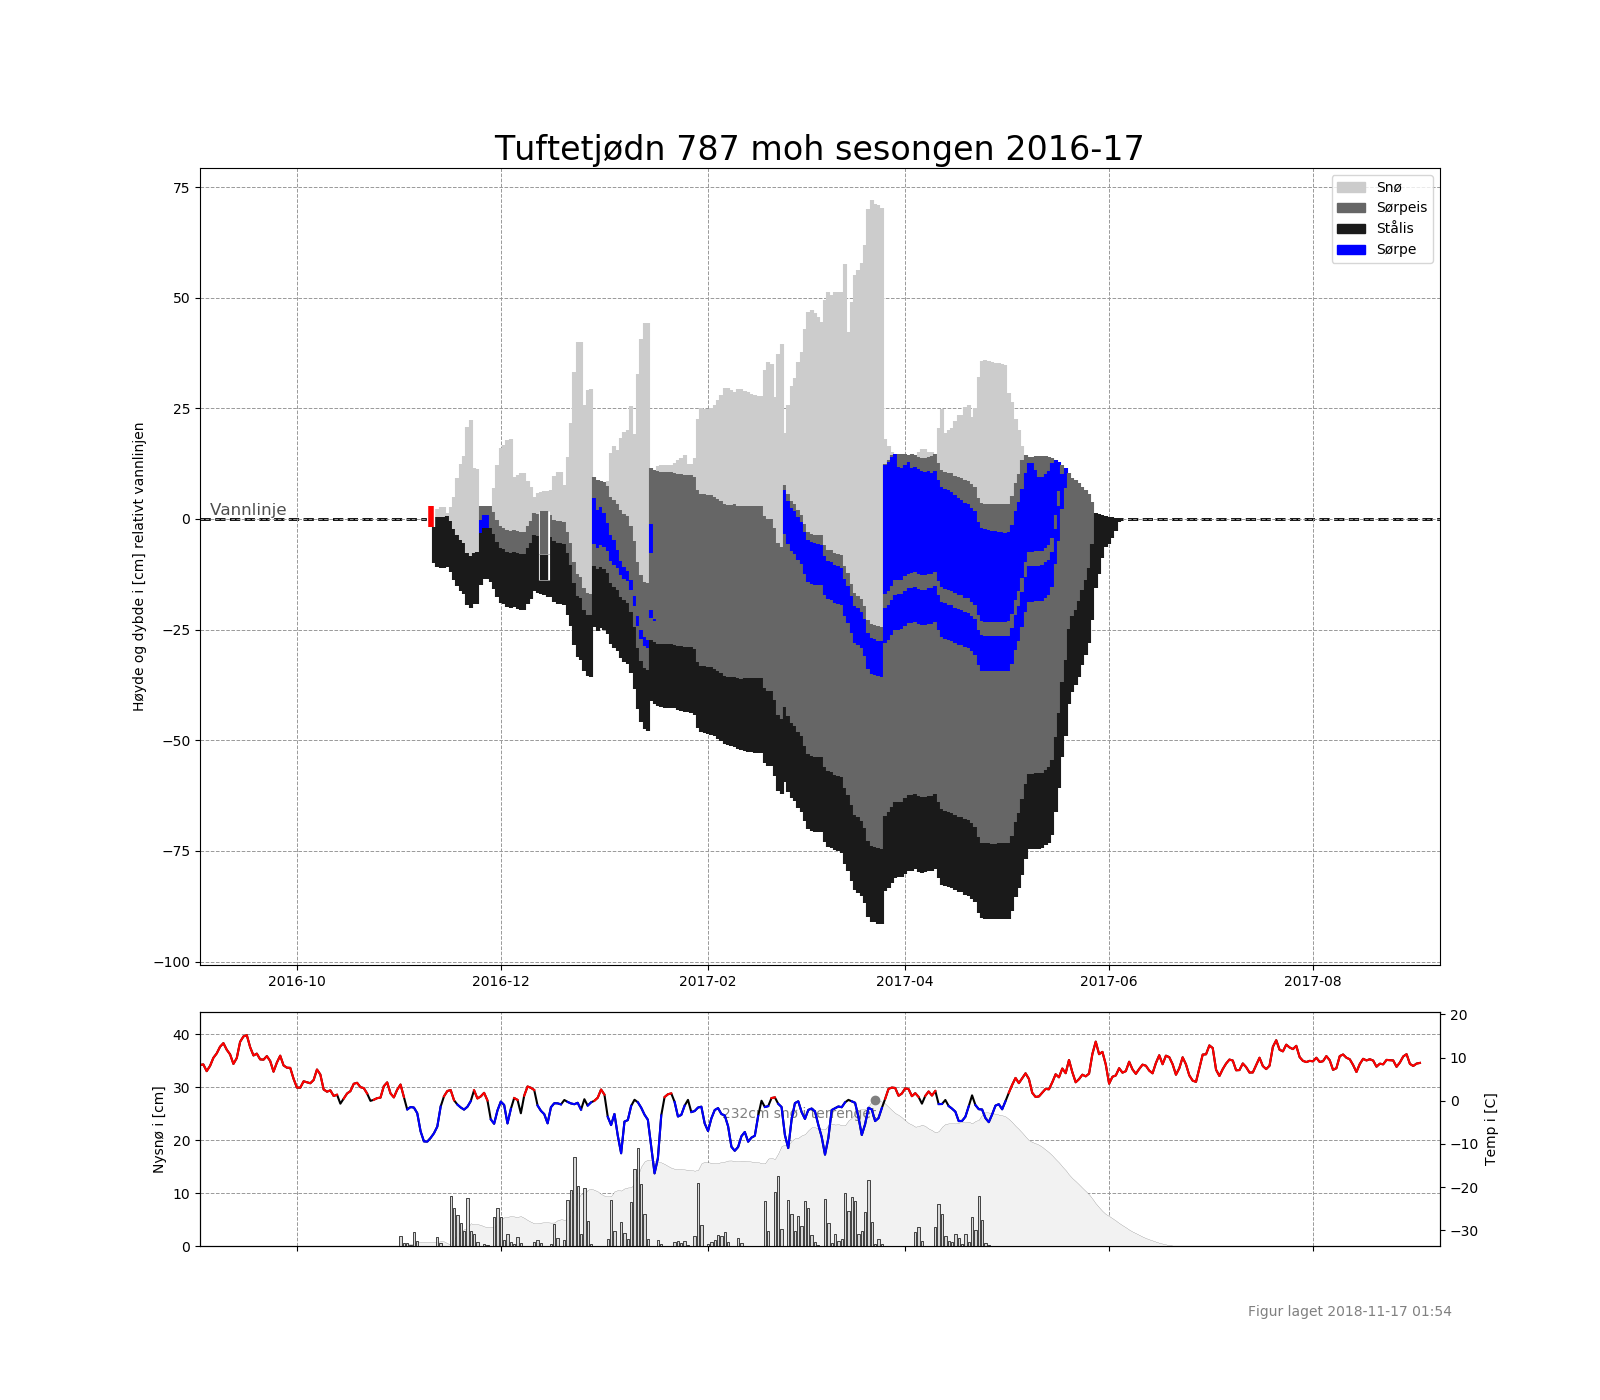 Tuftetjødn 787 moh sesongen 2016-17
Høyde og dybde i [cm] relativt vannlinjen
75
50
25
0
−25
−50
−75
−100
Vannlinje
Snø
Sørpeis
Stålis
Sørpe
2016-10
2016-12
2017-02
2017-04
2017-06
2017-08
Nysnø i [cm]
40
30
20
10
0
232cm snø i terrenget
20
10
0
−10
−20
−30
Temp i [C]
Figur laget 2018-11-17 01:54